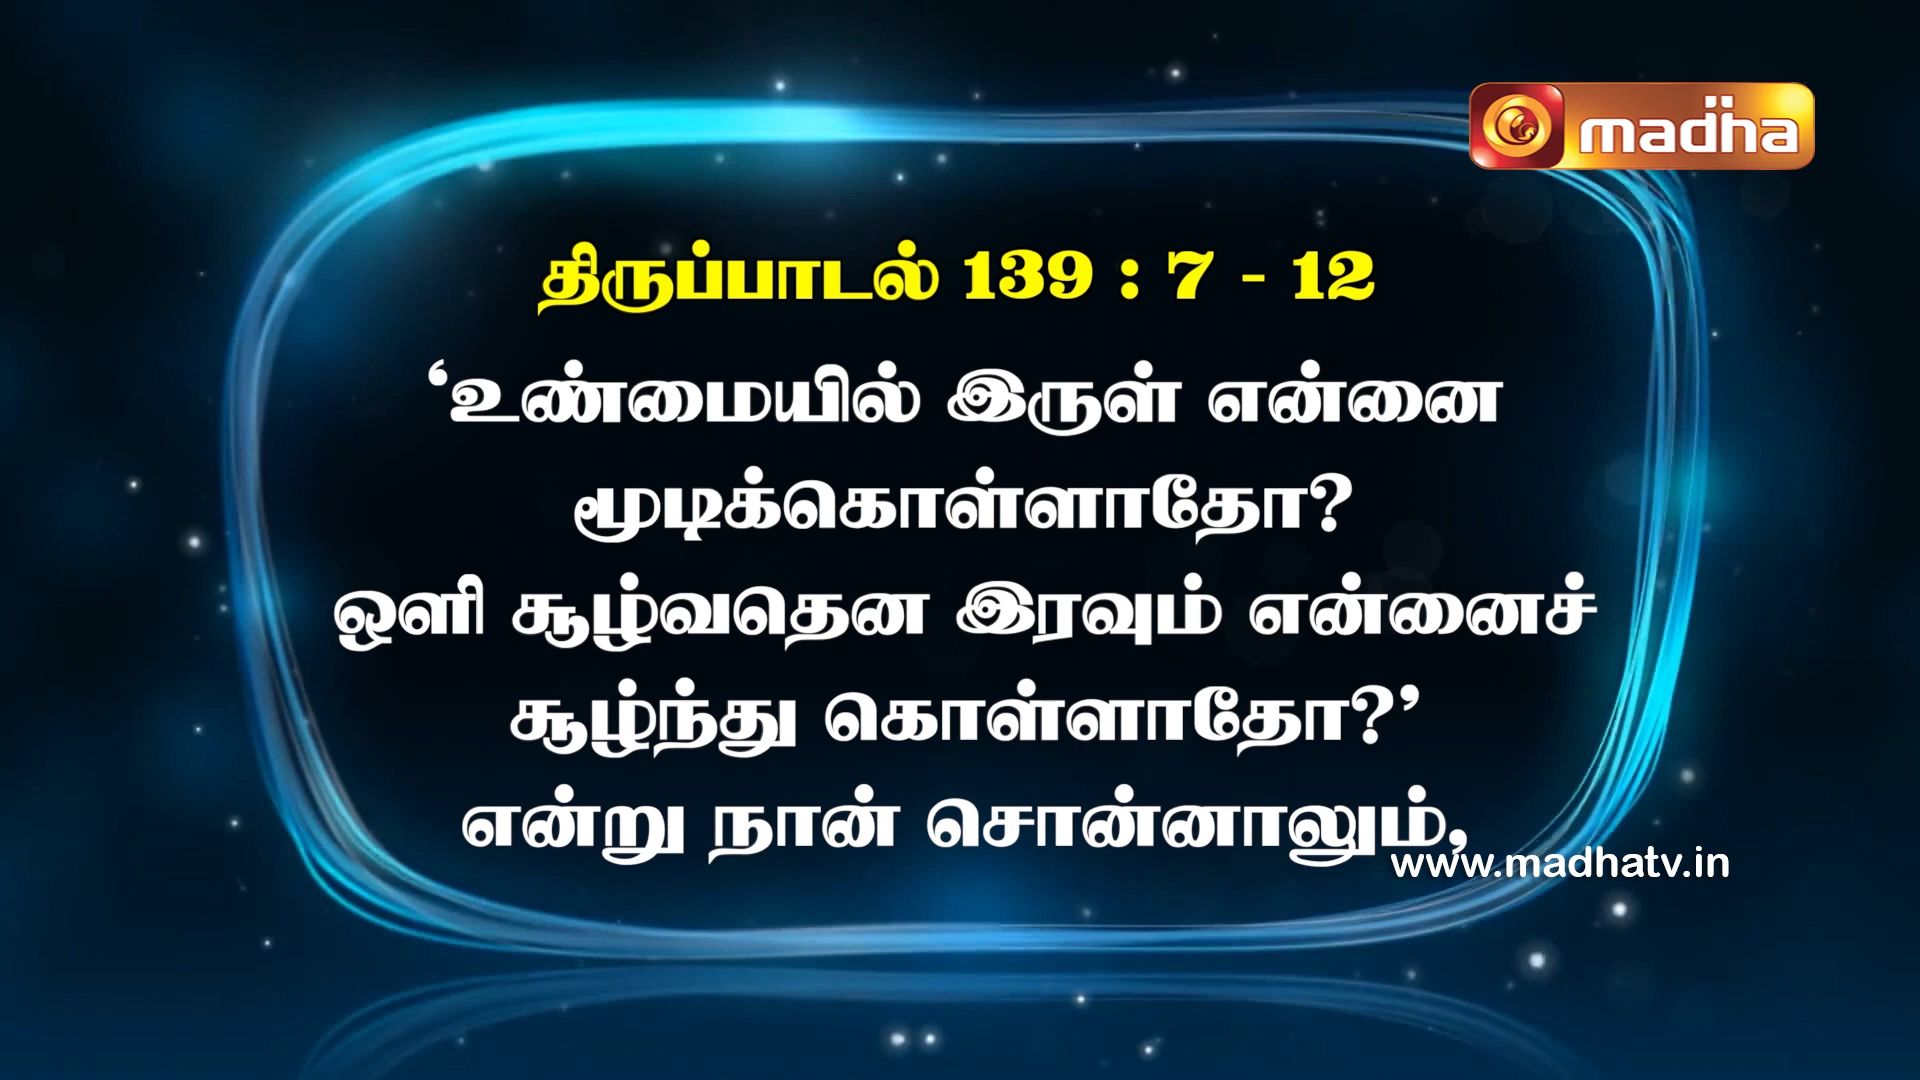 madha
திருப்பாடல் 139 : 7 - 12
‘உண்மையில் இருள் என்னை
மூடிக்கொள்ளாதோ?
ஒளி சூழ்வதென இரவும் என்னைச்
சூழ்ந்து கொள்ளாதோ?’
என்று நான் சொன்னாலும்,
www.madhatv.in